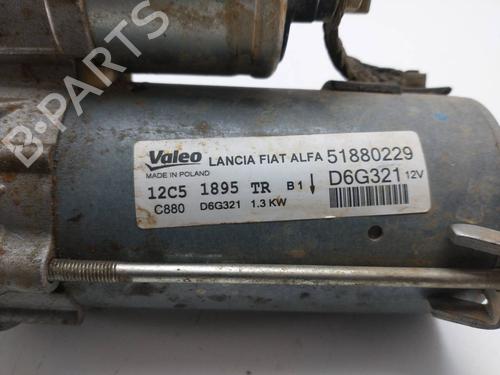 B-PARTS
Valeo LANCIA FIAT ALFA 51880229
MADE IN POLAND D6G321 12V
12C5 1895 TR B1↓
C880 D6G321 1.3 KW